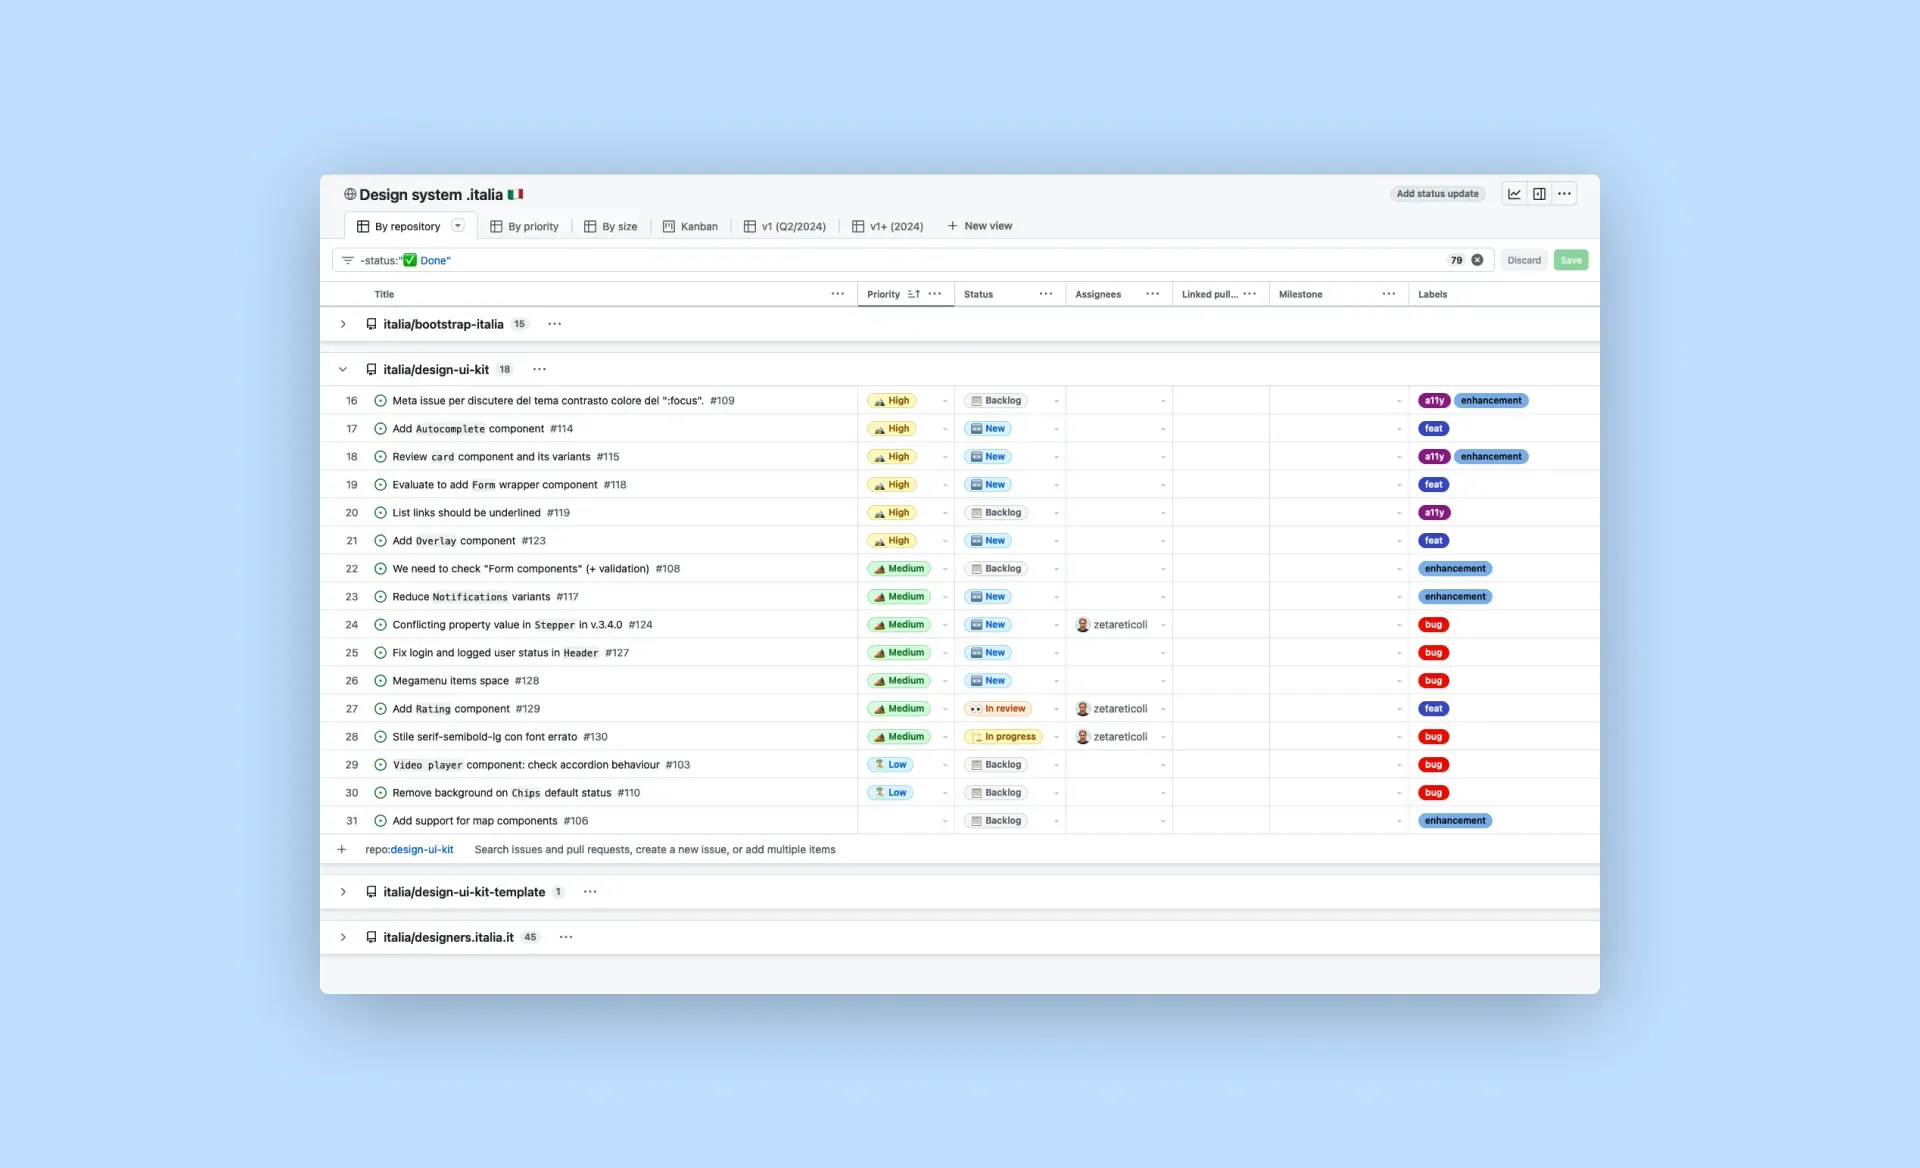 Design system .italia
Add status update
By repository By priority By size Kanban v1 (Q2/2024) v1+ (2024) New view
-status:"✅ Done" 79 Discard Save
Title Priority Status Assignees Linked pull... Milestone Labels
italia/bootstrap-italia 15
italia/design-ui-kit 18
16 Meta issue per discutere del tema contrasto colore del ":focus". #109 High Backlog a11y enhancement
17 Add Autocomplete component #114 High New feat
18 Review card component and its variants #115 High New a11y enhancement
19 Evaluate to add Form wrapper component #118 High New feat
20 List links should be underlined #119 High Backlog a11y
21 Add Overlay component #123 High New feat
22 We need to check "Form components" (+ validation) #108 Medium Backlog enhancement
23 Reduce Notifications variants #117 Medium New enhancement
24 Conflicting property value in Stepper in v.3.4.0 #124 Medium New zetareticoli bug
25 Fix login and logged user status in Header #127 Medium New bug
26 Megamenu items space #128 Medium New bug
27 Add Rating component #129 Medium In review zetareticoli feat
28 Stile serif-semibold-lg con font errato #130 Medium In progress zetareticoli bug
29 Video player component: check accordion behaviour #103 Low Backlog bug
30 Remove background on Chips default status #110 Low Backlog bug
31 Add support for map components #106 Backlog enhancement
repo:design-ui-kit Search issues and pull requests, create a new issue, or add multiple items
italia/design-ui-kit-template 1
italia/designers.italia.it 45